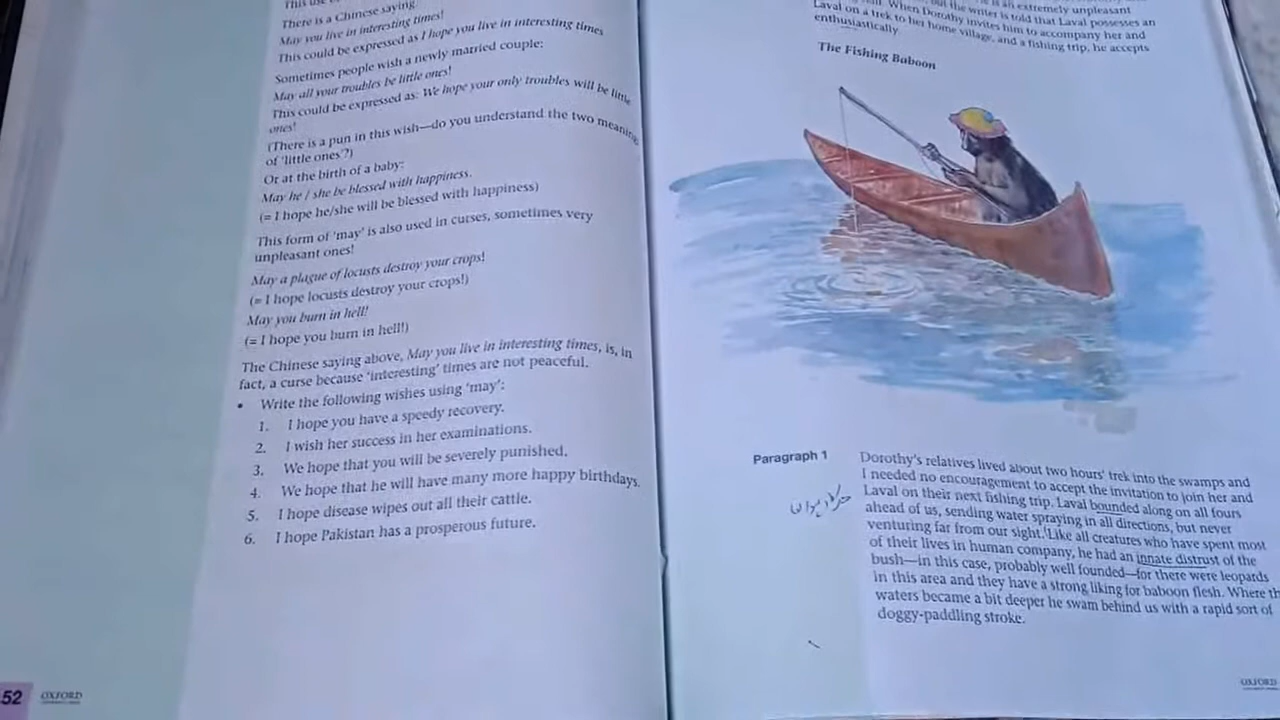 This use
There is a Chinese saying
May you live in interesting times!
This could be expressed as I hope you live in interesting times
Sometimes people wish a newly married couple:
May all your troubles be little ones!
This could be expressed as: We hope your only troubles will be little
ones!
(There is a pun in this wish—do you understand the two meaning
of 'little ones'?)
Or at the birth of a baby:
May he / she be blessed with happiness.
(= I hope he/she will be blessed with happiness)
This form of 'may' is also used in curses, sometimes very
unpleasant ones!
May a plague of locusts destroy your crops!
(= I hope locusts destroy your crops!)
May you burn in hell!
(= I hope you burn in hell!)
The Chinese saying above, May you live in interesting times, is, in
fact, a curse because 'interesting' times are not peaceful.
• Write the following wishes using 'may':
1. I hope you have a speedy recovery.
2. I wish her success in her examinations.
3. We hope that you will be severely punished.
4. We hope that he will have many more happy birthdays.
5. I hope disease wipes out all their cattle.
6. I hope Pakistan has a prosperous future.
52 OXFORD
is an extremely unpleasant
but the writer is told that Laval possesses an
When Dorothy invites him to accompany her and
Laval on a trek to her home village, and a fishing trip, he accepts
enthusiastically.
The Fishing Baboon
Paragraph 1
Dorothy's relatives lived about two hours' trek into the swamps and
I needed no encouragement to accept the invitation to join her and
Laval on their next fishing trip. Laval bounded along on all fours
ahead of us, sending water spraying in all directions, but never
venturing far from our sight. Like all creatures who have spent most
of their lives in human company, he had an innate distrust of the
bush—in this case, probably well founded—for there were leopards
in this area and they have a strong liking for baboon flesh. Where th
waters became a bit deeper he swam behind us with a rapid sort of
doggy-paddling stroke.
OXFORD